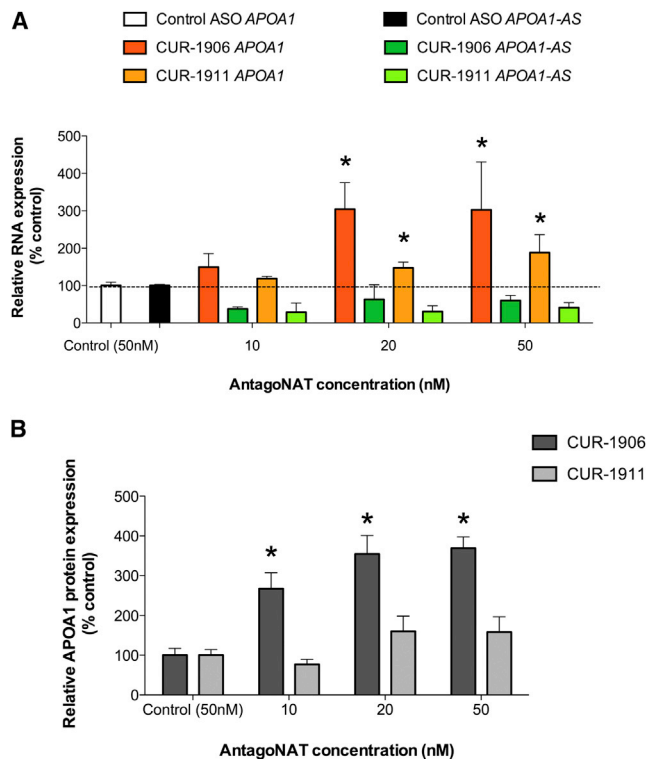 A
Control ASO APOA1
Control ASO APOA1-AS
CUR-1906 APOA1
CUR-1906 APOA1-AS
CUR-1911 APOA1
CUR-1911 APOA1-AS
Relative RNA expression
(% control)
500
400
300
200
100
0
* * * *
Control (50nM) 10 20 50
AntagoNAT concentration (nM)
B
CUR-1906
CUR-1911
Relative APOA1 protein expression
(% control)
500
400
300
200
100
0
* * *
Control (50nM) 10 20 50
AntagoNAT concentration (nM)